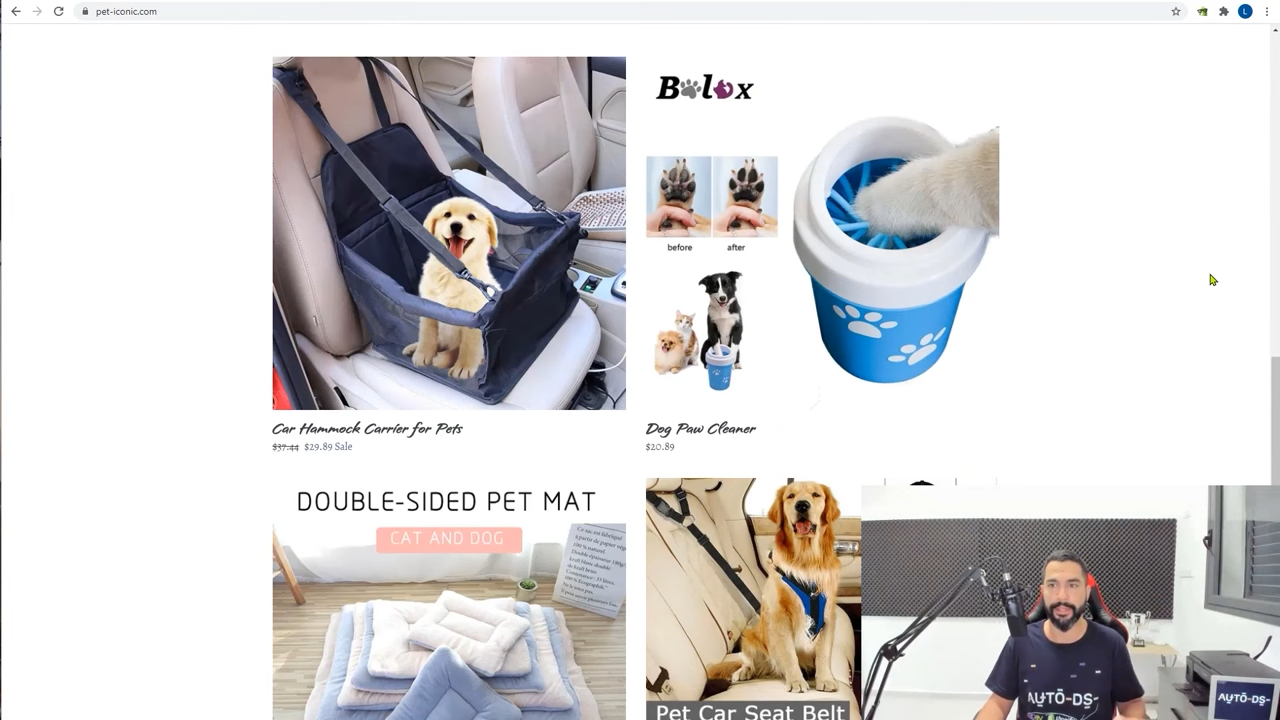 pet-iconic.com
L
Bolox
before
after
Car Hammock Carrier for Pets
$37.44 $29.89 Sale
Dog Paw Cleaner
$20.89
DOUBLE-SIDED PET MAT
CAT AND DOG
Pet Car Seat Belt
AUTO-DS-
AUTO-DS-